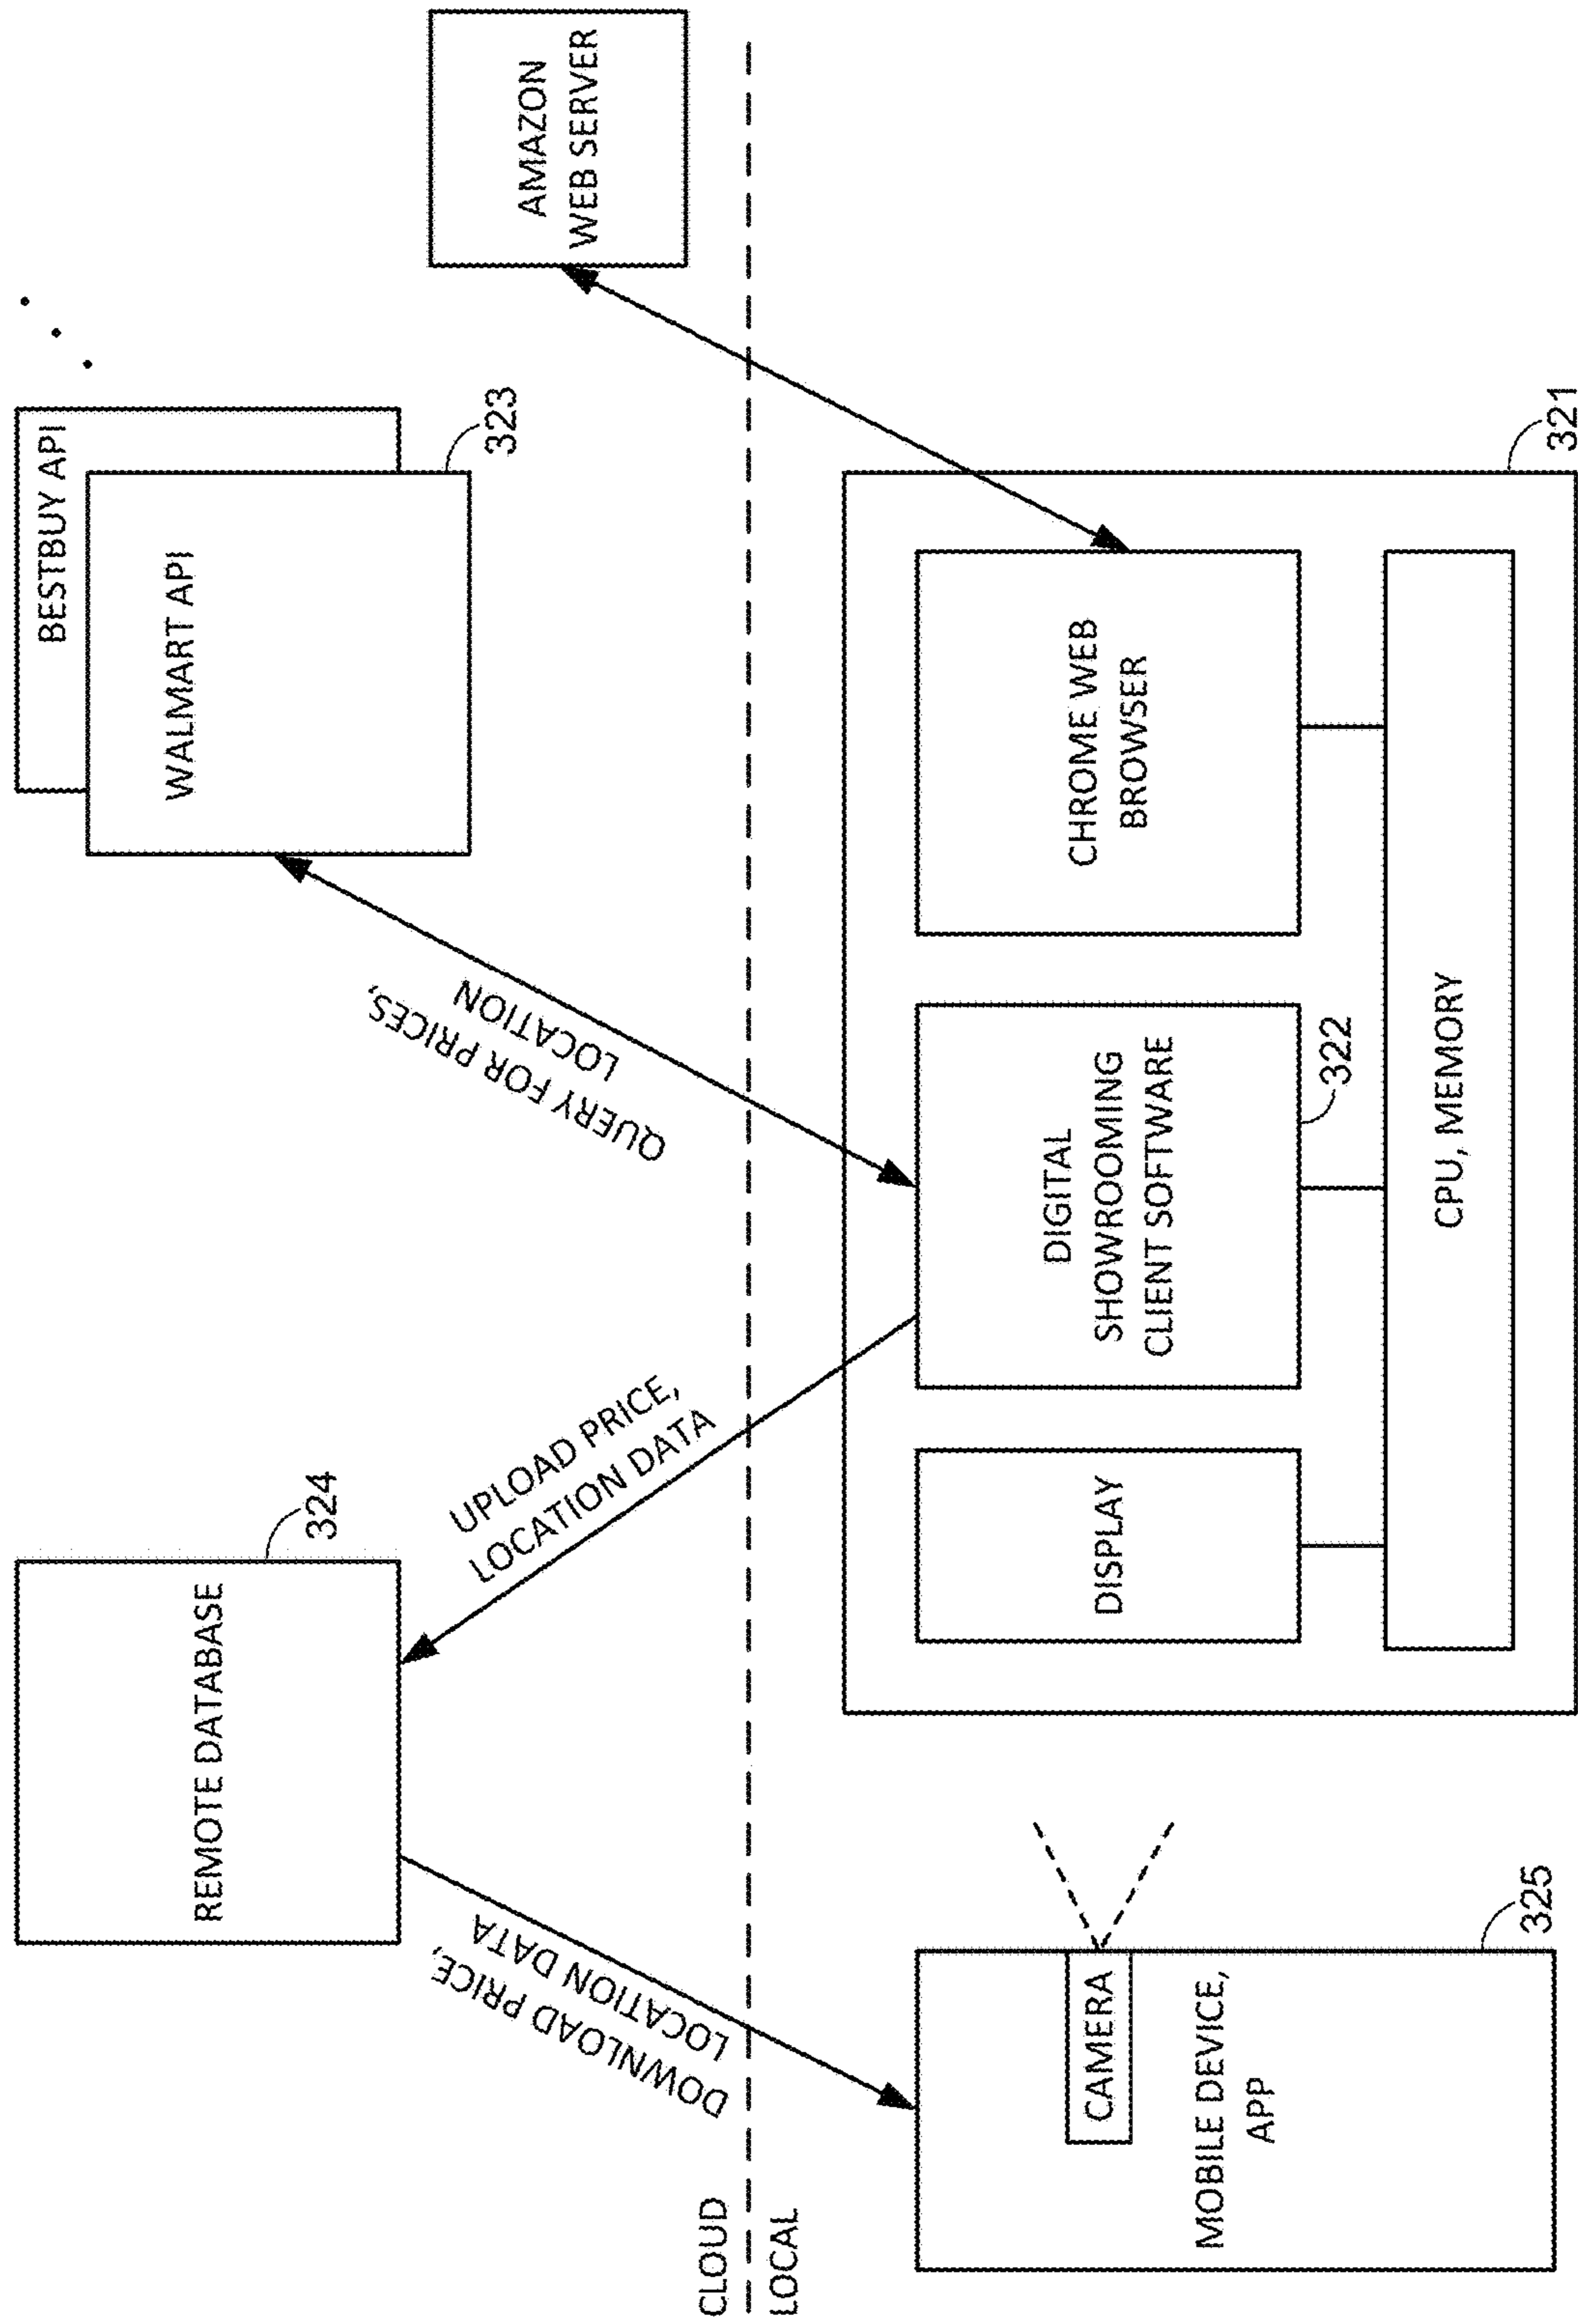 REMOTE DATABASE
324
BESTBUY API
WALMART API
323
AMAZON
WEB SERVER
DOWNLOAD PRICE,
LOCATION DATA
UPLOAD PRICE,
LOCATION DATA
QUERY FOR PRICES,
LOCATION
CLOUD
LOCAL
CAMERA
MOBILE DEVICE,
APP
325
DISPLAY
DIGITAL
SHOWROOMING
CLIENT SOFTWARE
322
CHROME WEB
BROWSER
CPU, MEMORY
321